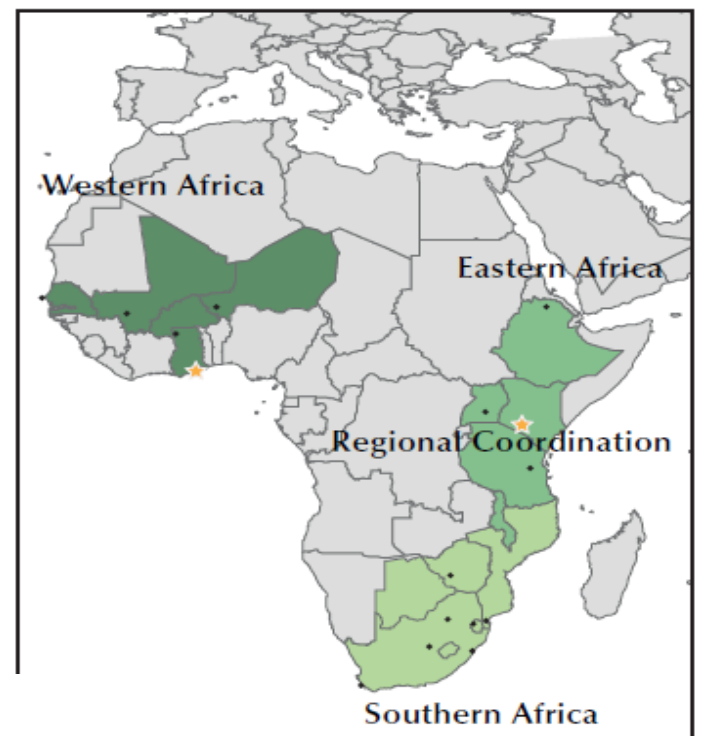 Western Africa
Eastern Africa
Regional Coordination
Southern Africa